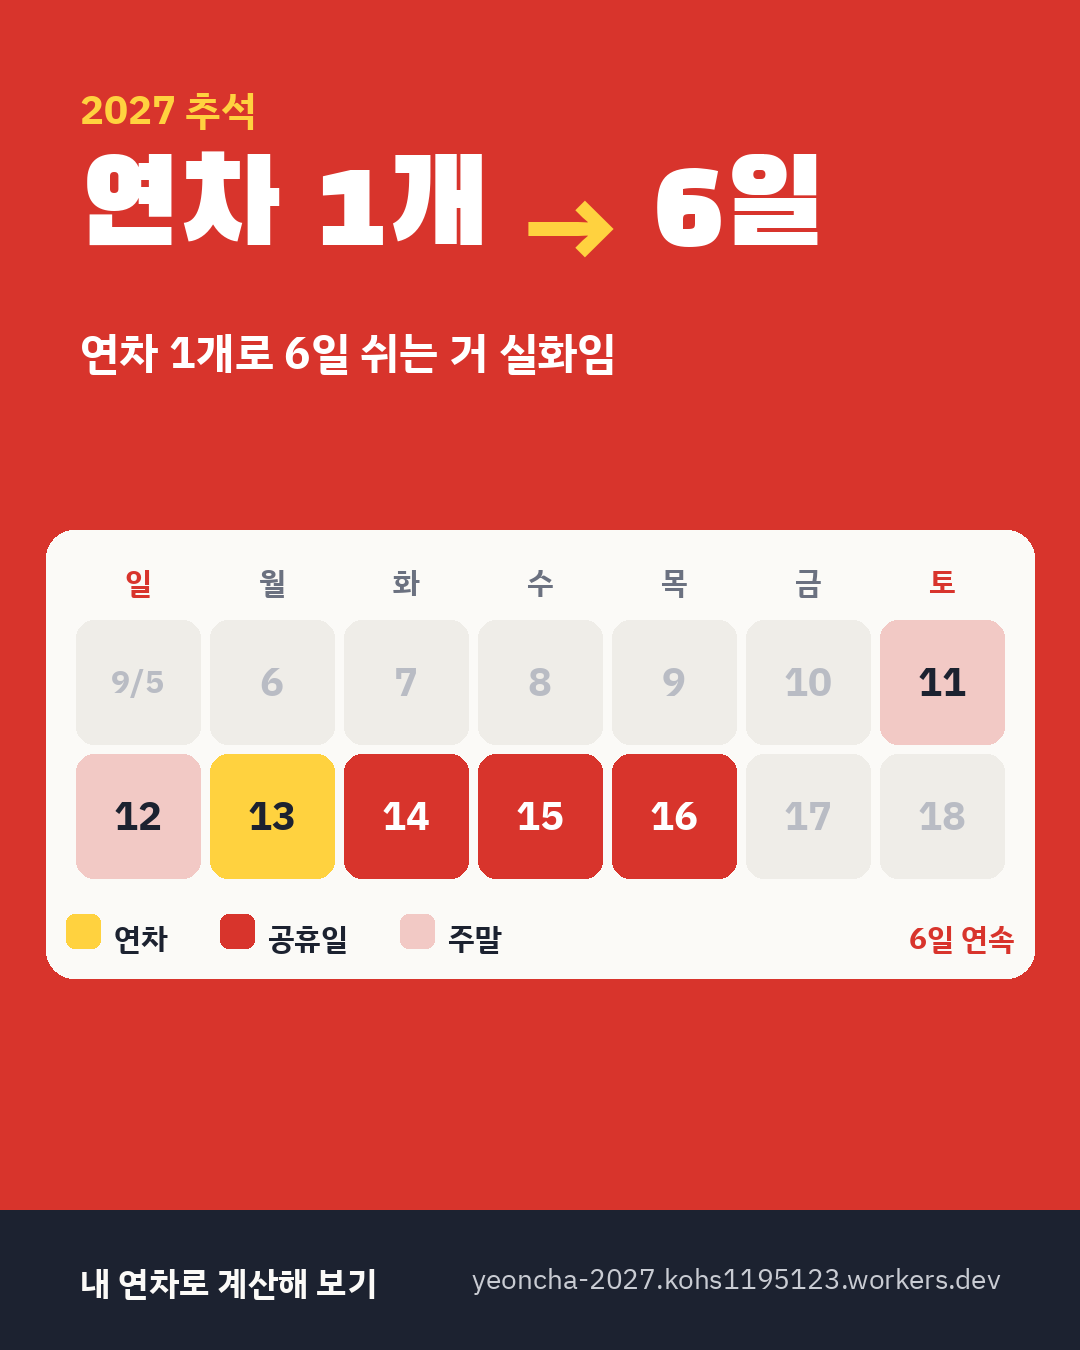 2027 추석
연차 1개 → 6일
연차 1개로 6일 쉬는 거 실화임
일 월 화 수 목 금 토
9/5 6 7 8 9 10 11
12 13 14 15 16 17 18
연차 공휴일 주말 6일 연속
내 연차로 계산해 보기 yeoncha-2027.kohs1195123.workers.dev